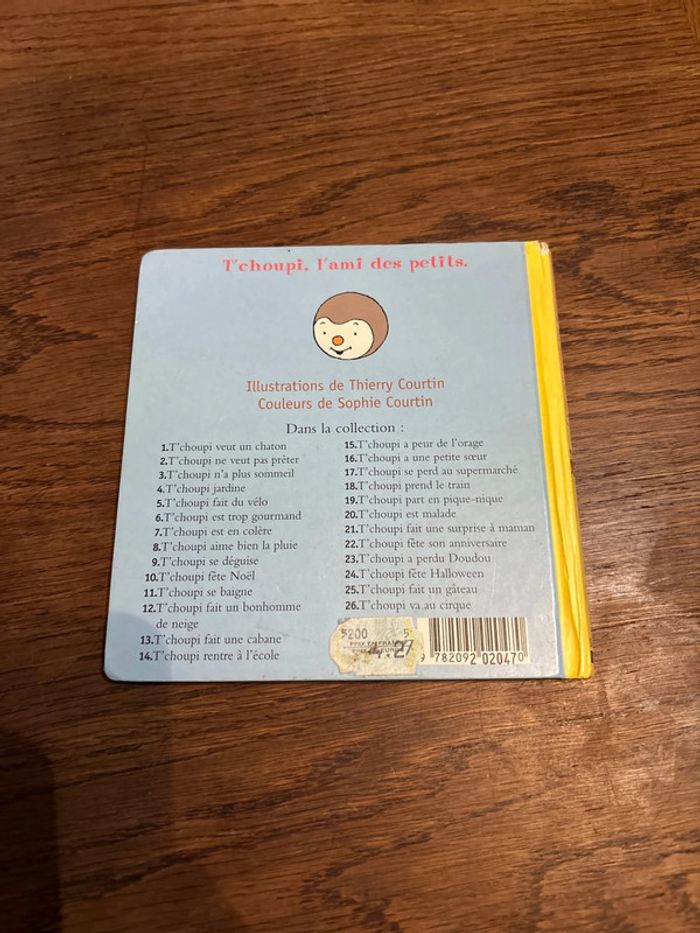 T'choupi, l'ami des petits.
Illustrations de Thierry Courtin
Couleurs de Sophie Courtin
Dans la collection :
1.T'choupi veut un chaton
2.T'choupi ne veut pas prêter
3.T'choupi n'a plus sommeil
4.T'choupi jardine
5.T'choupi fait du vélo
6.T'choupi est trop gourmand
7.T'choupi est en colère
8.T'choupi aime bien la pluie
9.T'choupi se déguise
10.T'choupi fête Noël
11.T'choupi se baigne
12.T'choupi fait un bonhomme
de neige
13.T'choupi fait une cabane
14.T'choupi rentre à l'école
15.T'choupi a peur de l'orage
16.T'choupi a une petite sœur
17.T'choupi se perd au supermarché
18.T'choupi prend le train
19.T'choupi part en pique-nique
20.T'choupi est malade
21.T'choupi fait une surprise à maman
22.T'choupi fête son anniversaire
23.T'choupi a perdu Doudou
24.T'choupi fête Halloween
25.T'choupi fait un gâteau
26.T'choupi va au cirque
5200 5
PRIX EN
4.27
9 782092 020470